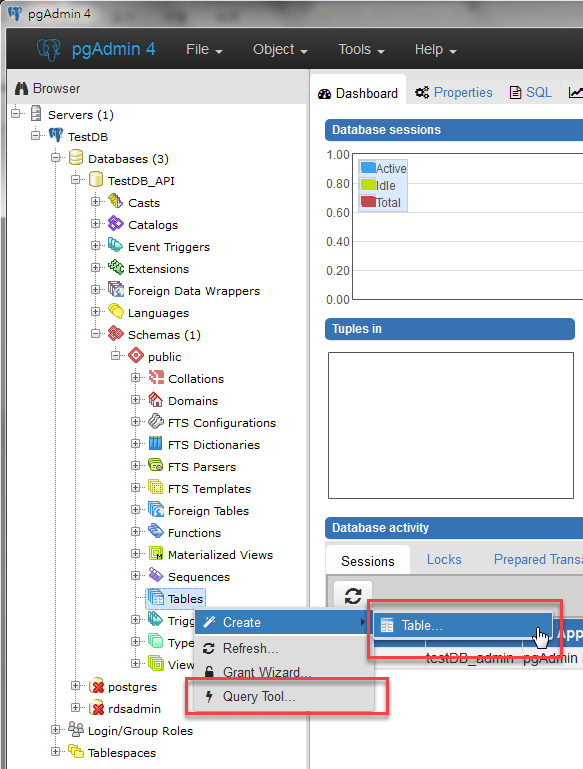 pgAdmin 4
pgAdmin 4 File Object Tools Help
Browser
Dashboard Properties SQL
Servers (1)
TestDB
Databases (3)
TestDB_API
Casts
Catalogs
Event Triggers
Extensions
Foreign Data Wrappers
Languages
Schemas (1)
public
Collations
Domains
FTS Configurations
FTS Dictionaries
FTS Parsers
FTS Templates
Foreign Tables
Functions
Materialized Views
Sequences
Tables
Trigg
Type
View
postgres
rdsadmin
Login/Group Roles
Tablespaces
Create
Refresh...
Grant Wizard...
Query Tool...
Table...
Database sessions
1.00
0.80
0.60
0.40
0.20
0.00
Active
Idle
Total
Tuples in
Database activity
Sessions Locks Prepared Transa
App
testDB_admin pgAdmin